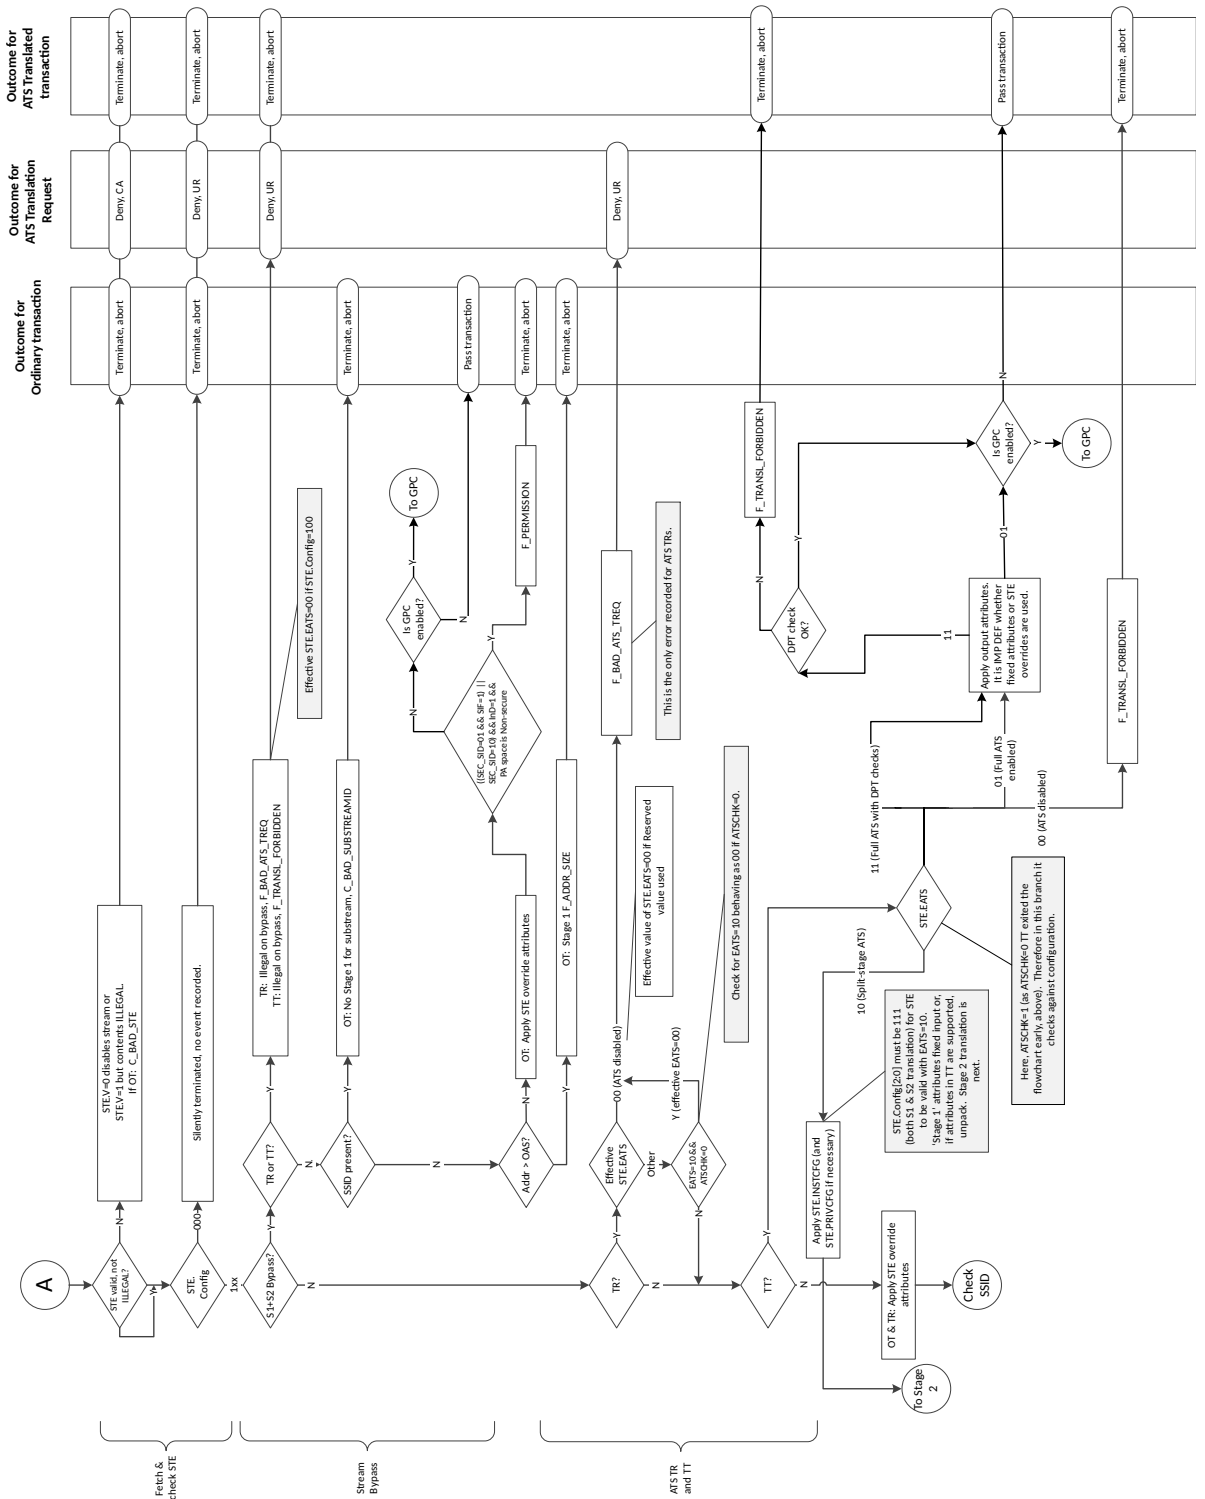 Outcome for
ATS Translated
transaction
Outcome for
ATS Translation
Request
Outcome for
Ordinary transaction
Terminate, abort
Terminate, abort
Terminate, abort
Terminate, abort
Pass transaction
Terminate, abort
Deny, CA
Deny, UR
Deny, UR
Deny, UR
Terminate, abort
Terminate, abort
Terminate, abort
Pass transaction
Terminate, abort
Terminate, abort
A
STE valid, not
ILLEGAL?
N
Y
STE.V=0 disables stream or
STE.V=1 but contents ILLEGAL.
If OT: C_BAD_STE
STE.
Config
000
1xx
Silently terminated, no event recorded.
S1+S2 Bypass?
Y
N
TR or TT?
Y
N
TR: Illegal on bypass, F_BAD_ATS_TREQ
TT: Illegal on bypass, F_TRANSL_FORBIDDEN
Effective STE.EATS=00 if STE.Config=100
SSID present?
Y
N
OT: No Stage 1 for substream, C_BAD_SUBSTREAMID
Addr > OAS?
N
Y
OT: Apply STE override attributes
OT: Stage 1 F_ADDR_SIZE
((SEC_SID=01 && SIF=1) ||
SEC_SID=10) && InD=1 &&
PA space is Non-secure
N
Y
Is GPC
enabled?
Y
N
To GPC
F_PERMISSION
TR?
Y
N
Effective
STE.EATS
00 (ATS disabled)
Other
EATS=10 &&
ATSCHK=0
Y (effective EATS=00)
N
Effective value of STE.EATS=00 if Reserved
value used
Check for EATS=10 behaving as 00 if ATSCHK=0.
F_BAD_ATS_TREQ
This is the only error recorded for ATS TRs.
TT?
Y
N
STE.EATS
10 (Split-stage ATS)
11 (Full ATS with DPT checks)
01 (Full ATS
enabled)
00 (ATS disabled)
Apply STE.INSTCFG (and
STE.PRIVCFG if necessary)
STE.Config[2:0] must be 111
(both S1 & S2 translation) for STE
to be valid with EATS=10.
'Stage 1' attributes fixed input or,
if attributes in TT are supported,
unpack. Stage 2 translation is
next.
Here, ATSCHK=1 (as ATSCHK=0 TT exited the
flowchart early, above). Therefore in this branch it
checks against configuration.
Apply output attributes.
It is IMP DEF whether
fixed attributes or STE
overrides are used.
11
01
DPT check
OK?
N
Y
F_TRANSL_FORBIDDEN
Is GPC
enabled?
N
Y
To GPC
F_TRANSL_FORBIDDEN
OT & TR: Apply STE override
attributes
Check
SSID
To Stage
2
Fetch &
check STE
Stream
Bypass
ATS TR
and TT